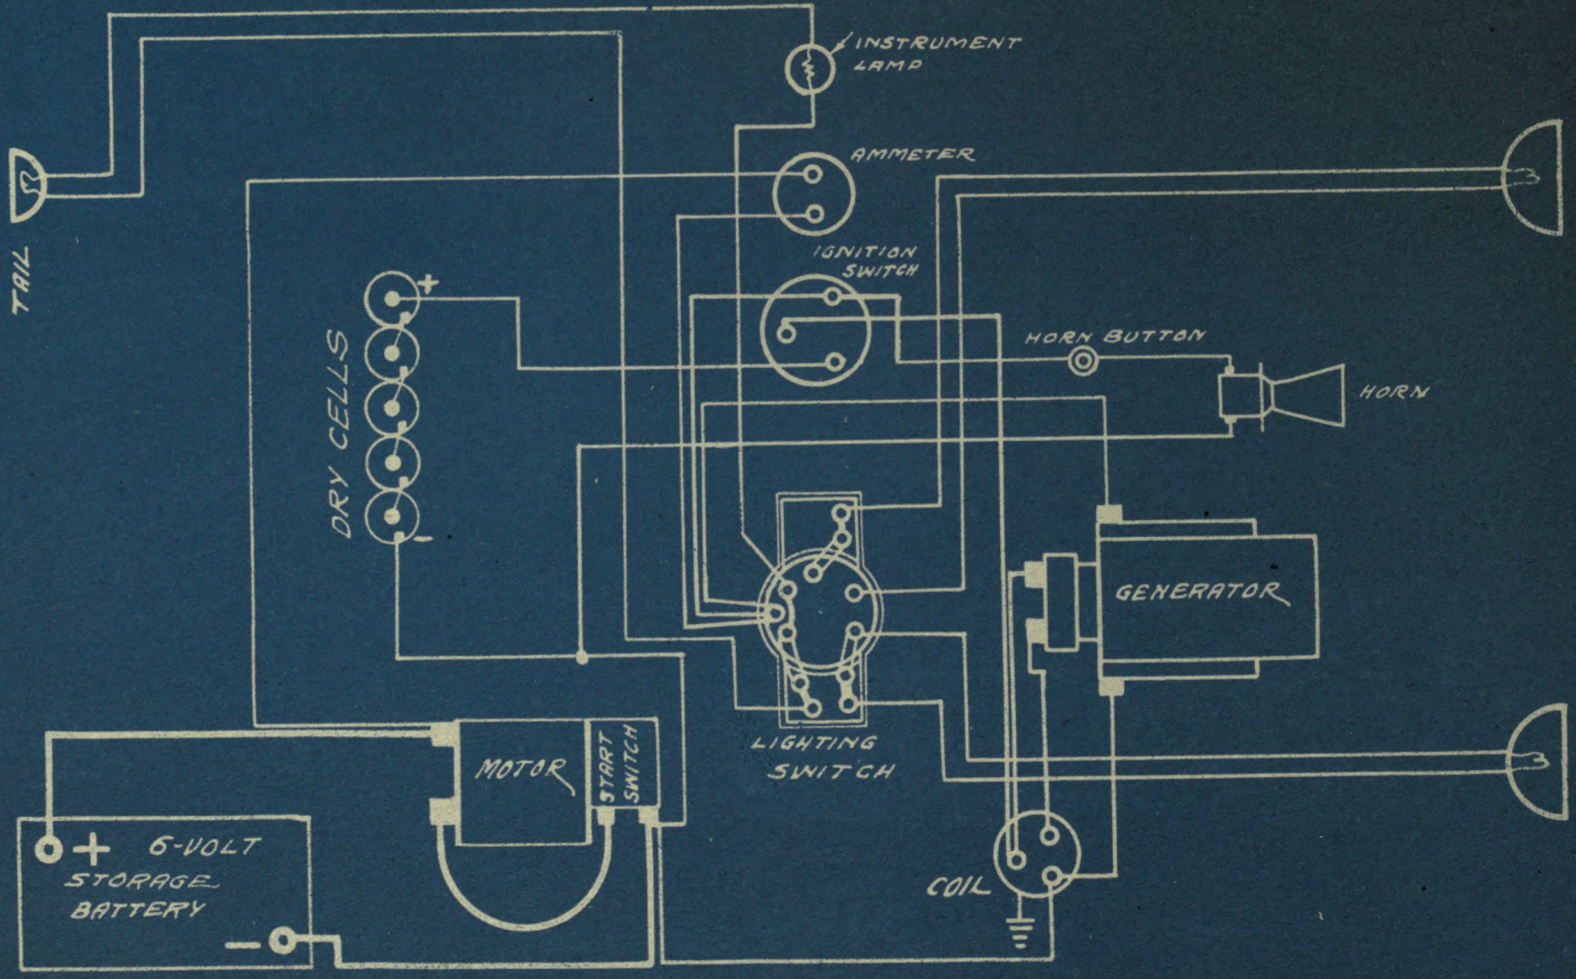 INSTRUMENT
LAMP
AMMETER
TAIL
IGNITION
SWITCH
+
DRY CELLS
-
HORN BUTTON
HORN
GENERATOR
LIGHTING
SWITCH
MOTOR
START
SWITCH
+ 6-VOLT
STORAGE
BATTERY
-
COIL